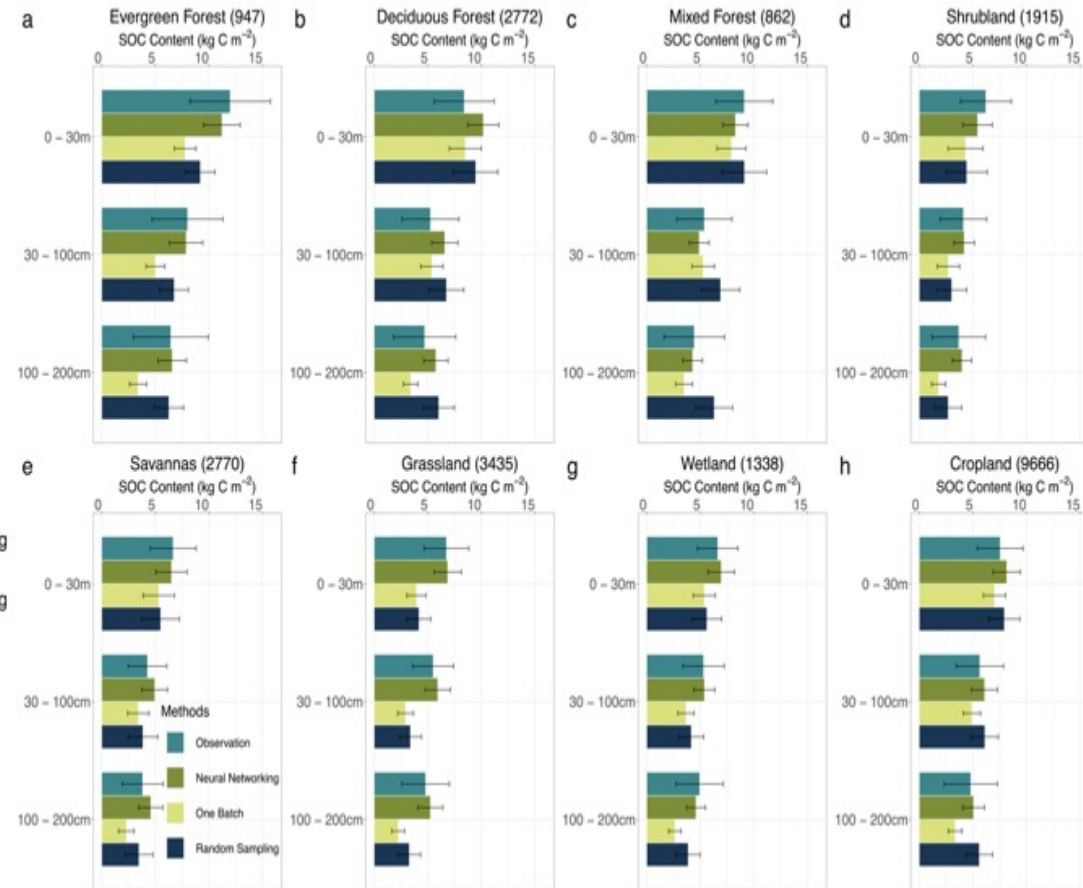 a Evergreen Forest (947)
SOC Content (kg C m⁻²)
0 5 10 15
0 – 30m
30 – 100cm
100 – 200cm
b Deciduous Forest (2772)
SOC Content (kg C m⁻²)
0 5 10 15
0 – 30m
30 – 100cm
100 – 200cm
c Mixed Forest (862)
SOC Content (kg C m⁻²)
0 5 10 15
0 – 30m
30 – 100cm
100 – 200cm
d Shrubland (1915)
SOC Content (kg C m⁻²)
0 5 10 15
0 – 30m
30 – 100cm
100 – 200cm
e Savannas (2770)
SOC Content (kg C m⁻²)
0 5 10 15
g
0 – 30m
g
30 – 100cm
100 – 200cm
Methods
Observation
Neural Networking
One Batch
Random Sampling
f Grassland (3435)
SOC Content (kg C m⁻²)
0 5 10 15
0 – 30m
30 – 100cm
100 – 200cm
g Wetland (1338)
SOC Content (kg C m⁻²)
0 5 10 15
0 – 30m
30 – 100cm
100 – 200cm
h Cropland (9666)
SOC Content (kg C m⁻²)
0 5 10 15
0 – 30m
30 – 100cm
100 – 200cm